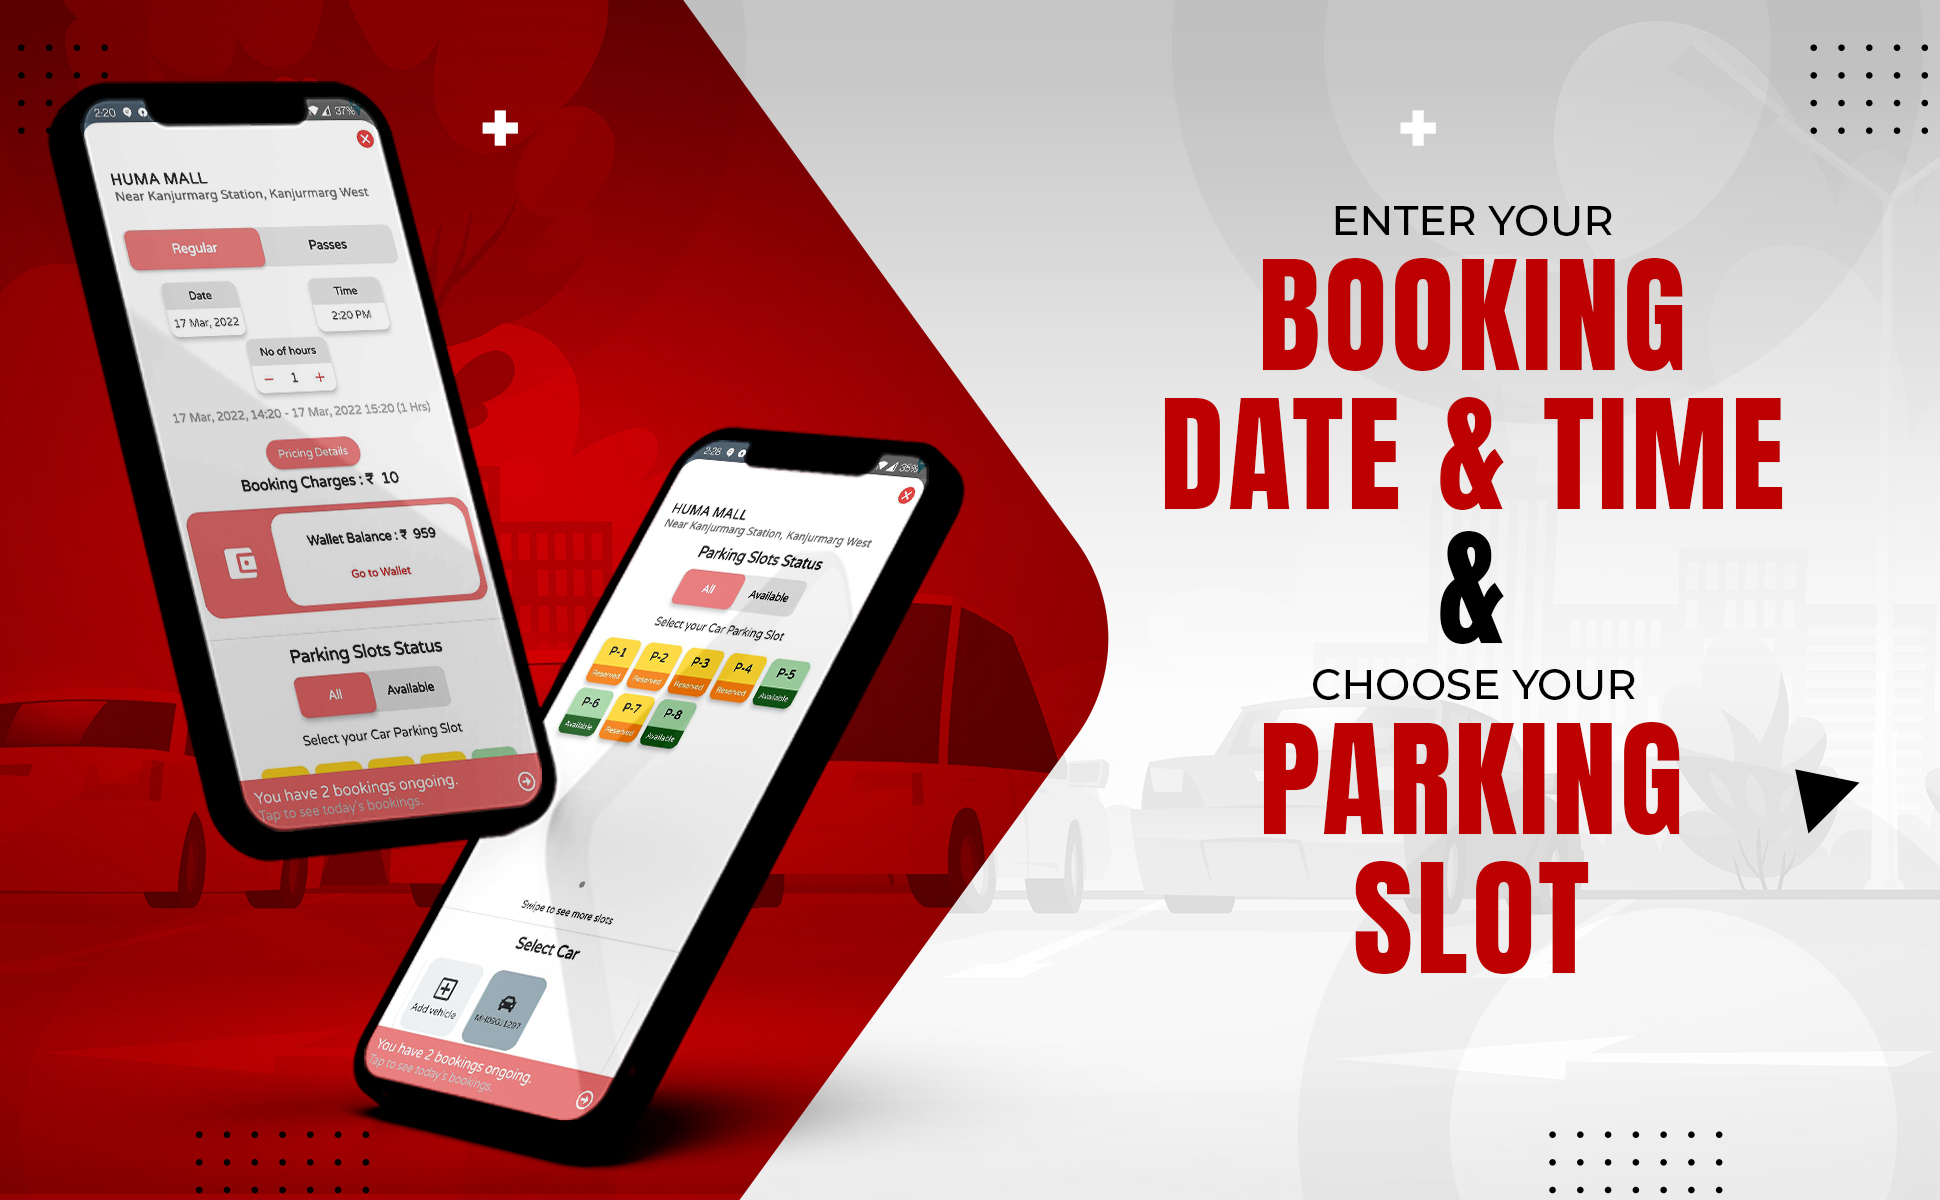 2:20
37%
HUMA MALL
Near Kanjurmarg Station, Kanjurmarg West
Regular
Passes
Date
17 Mar, 2022
Time
2:20 PM
No of hours
− 1 +
17 Mar, 2022, 14:20 - 17 Mar, 2022 15:20 (1 Hrs)
Pricing Details
Booking Charges : ₹ 10
Wallet Balance : ₹ 959
Go to Wallet
Parking Slots Status
All
Available
Select your Car Parking Slot
You have 2 bookings ongoing.
Tap to see today's bookings.
2:28
35%
HUMA MALL
Near Kanjurmarg Station, Kanjurmarg West
Parking Slots Status
All
Available
Select your Car Parking Slot
P-1
Reserved
P-2
Reserved
P-3
Reserved
P-4
Reserved
P-5
Available
P-6
Available
P-7
Reserved
P-8
Available
Swipe to see more slots
Select Car
Add vehicle
You have 2 bookings ongoing.
Tap to see today's bookings.
ENTER YOUR
BOOKING
DATE & TIME
&
CHOOSE YOUR
PARKING
SLOT